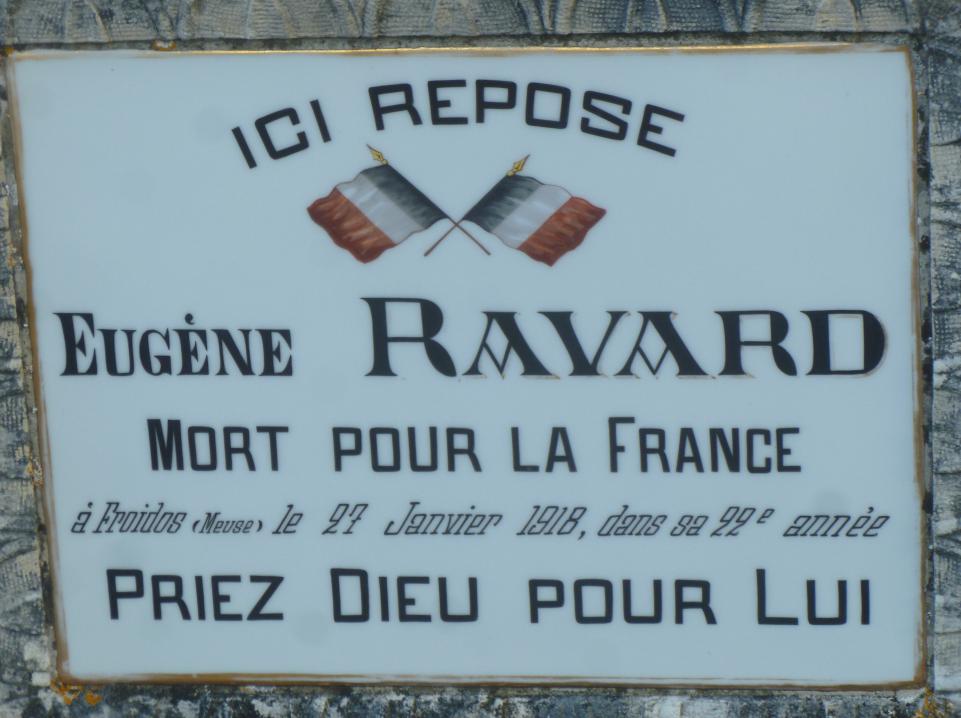 ICI REPOSE
EUGÈNE RAVARD
MORT POUR LA FRANCE
à Froidos (Meuse) le 27 Janvier 1918, dans sa 22e année
PRIEZ DIEU POUR LUI